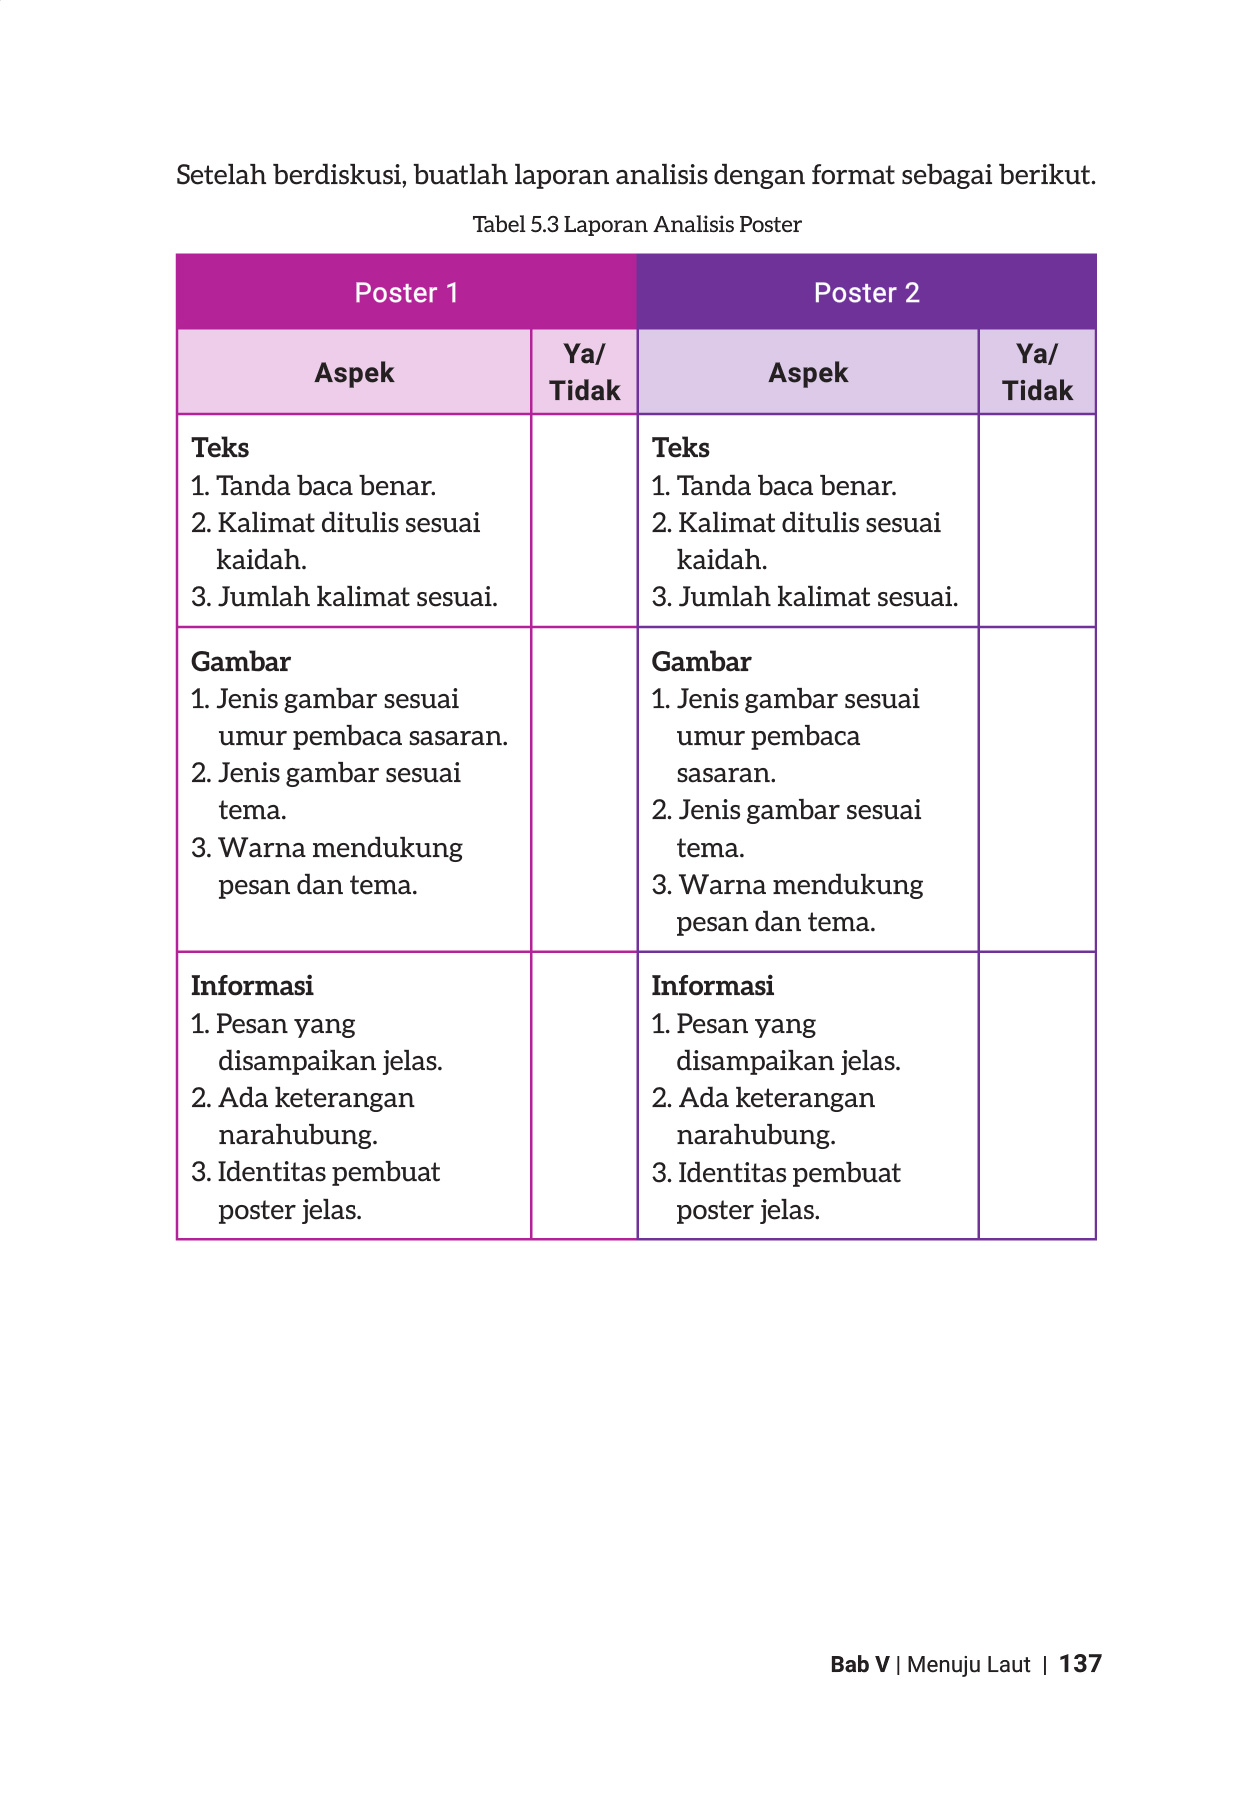 Setelah berdiskusi, buatlah laporan analisis dengan format sebagai berikut.
Tabel 5.3 Laporan Analisis Poster
Poster 1
Poster 2
Aspek
Ya/
Tidak
Aspek
Ya/
Tidak
Teks
1. Tanda baca benar.
2. Kalimat ditulis sesuai
kaidah.
3. Jumlah kalimat sesuai.
Teks
1. Tanda baca benar.
2. Kalimat ditulis sesuai
kaidah.
3. Jumlah kalimat sesuai.
Gambar
1. Jenis gambar sesuai
umur pembaca sasaran.
2. Jenis gambar sesuai
tema.
3. Warna mendukung
pesan dan tema.
Gambar
1. Jenis gambar sesuai
umur pembaca
sasaran.
2. Jenis gambar sesuai
tema.
3. Warna mendukung
pesan dan tema.
Informasi
1. Pesan yang
disampaikan jelas.
2. Ada keterangan
narahubung.
3. Identitas pembuat
poster jelas.
Informasi
1. Pesan yang
disampaikan jelas.
2. Ada keterangan
narahubung.
3. Identitas pembuat
poster jelas.
Bab V | Menuju Laut | 137